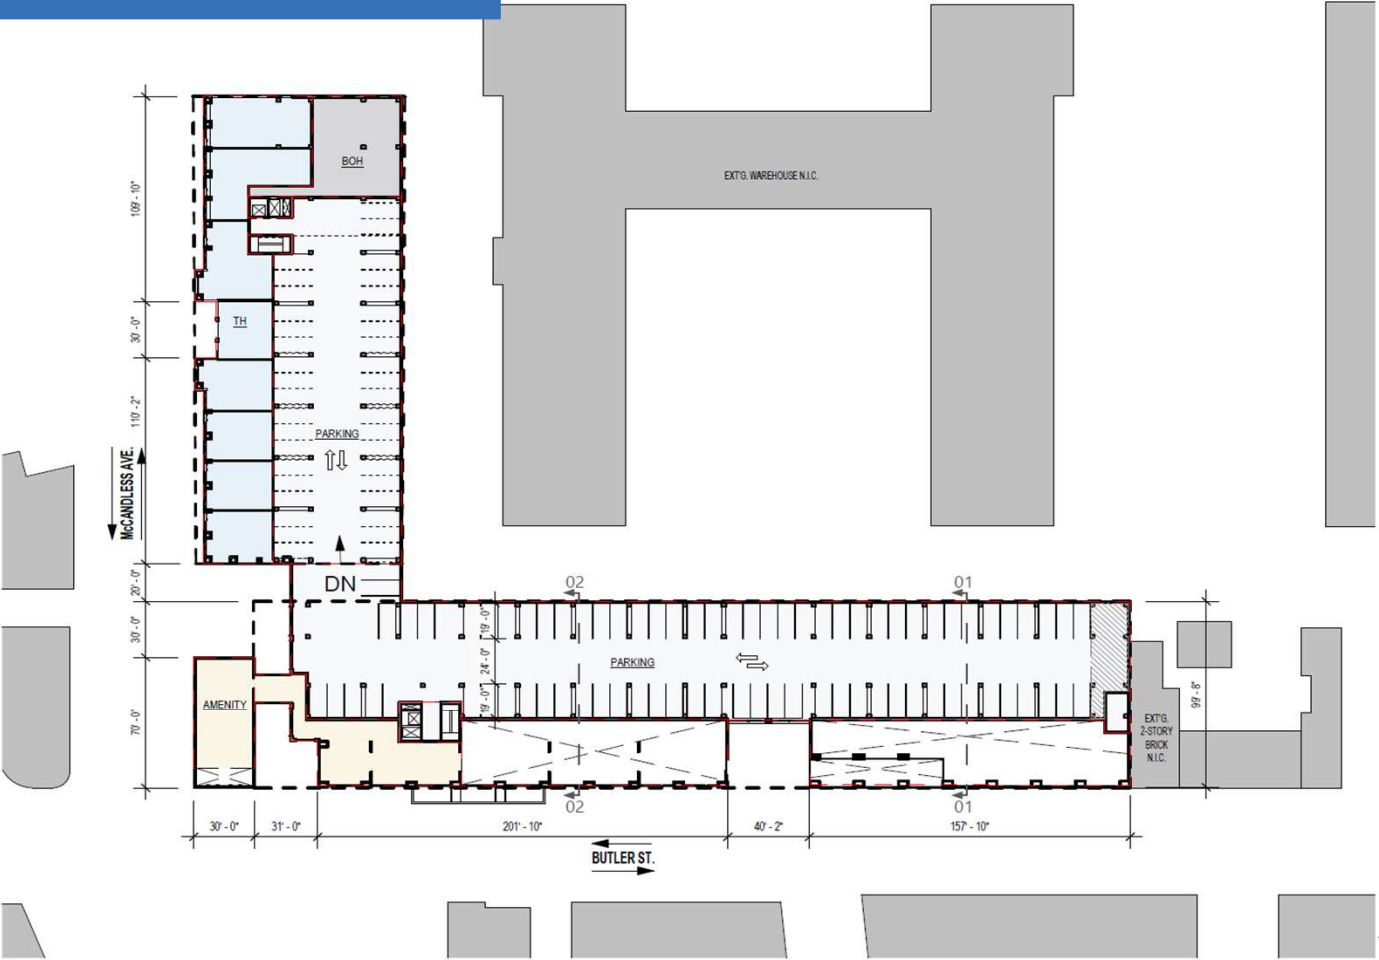 BOH
EXT'G. WAREHOUSE N.I.C.
109' - 10"
30' - 0"
TH
110' - 2"
PARKING
McCANDLESS AVE.
20' - 0"
DN
02
01
30' - 0"
19' - 0"
24' - 0"
19' - 0"
PARKING
AMENITY
70' - 0"
99' - 8"
EXT'G.
2-STORY
BRICK
N.I.C.
02
01
30' - 0"
31' - 0"
201' - 10"
40' - 2"
157' - 10"
BUTLER ST.